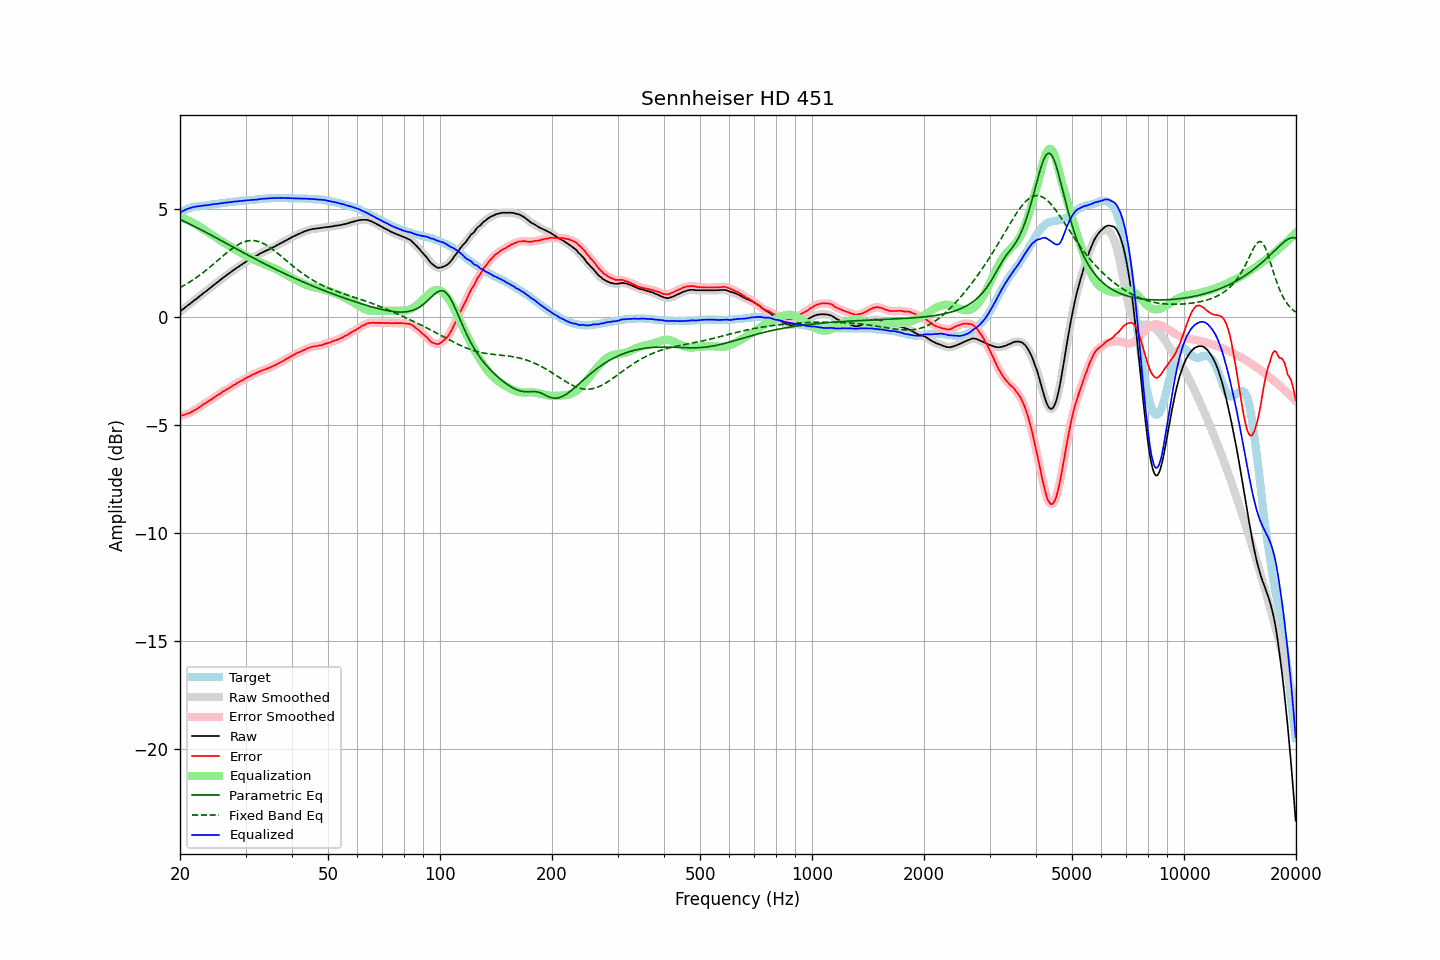 Sennheiser HD 451
Amplitude (dBr)
5
0
−5
−10
−15
−20
Target
Raw Smoothed
Error Smoothed
Raw
Error
Equalization
Parametric Eq
Fixed Band Eq
Equalized
20 50 100 200 500 1000 2000 5000 10000 20000
Frequency (Hz)